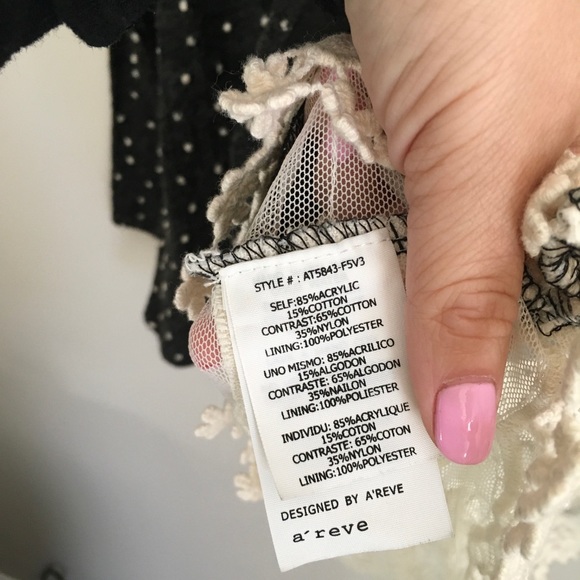 STYLE # : AT5843-F5V3
SELF:85%ACRYLIC
15%COTTON
CONTRAST:65%COTTON
35%NYLON
LINING:100%POLYESTER
UNO MISMO: 85%ACRILICO
15%ALGODON
CONTRASTE: 65%ALGODON
35%NAILON
LINING:100%POLIESTER
INDIVIDU: 85%ACRYLIQUE
15%COTON
CONTRASTE: 65%COTON
35%NYLON
LINING:100%POLYESTER
DESIGNED BY A'REVE
a´reve